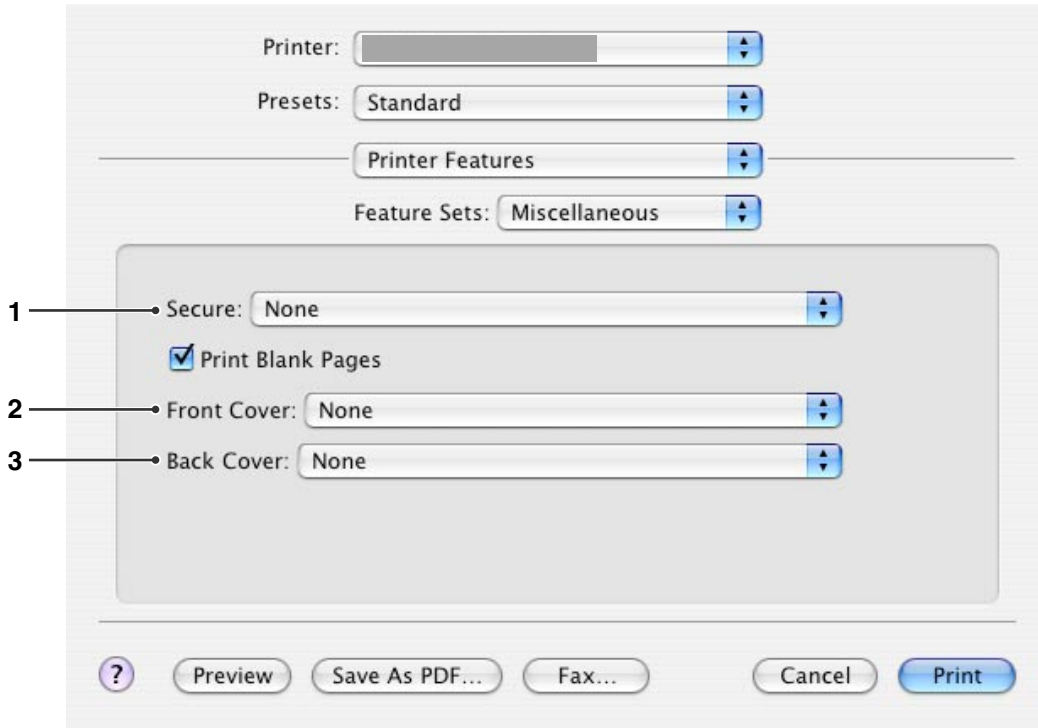 Printer:
Presets: Standard
Printer Features
Feature Sets: Miscellaneous
1 Secure: None
Print Blank Pages
2 Front Cover: None
3 Back Cover: None
? Preview Save As PDF... Fax... Cancel Print